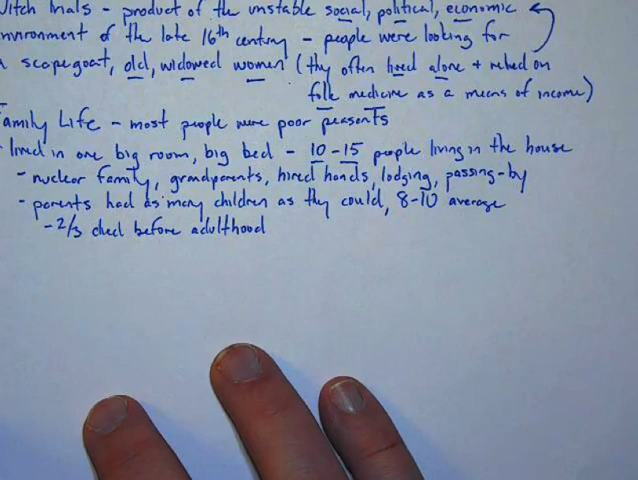 Witch Trials - product of the unstable social, political, economic
environment of the late 16th century - people were looking for
a scapegoat, old, widowed women (they often lived alone + relied on
folk medicine as a means of income)
Family Life - most people were poor peasants
- lived in one big room, big bed - 10-15 people living in the house
- nuclear family, grandparents, hired hands, lodging, passing-by
- parents had as many children as they could, 8-10 average
- 2/3 died before adulthood